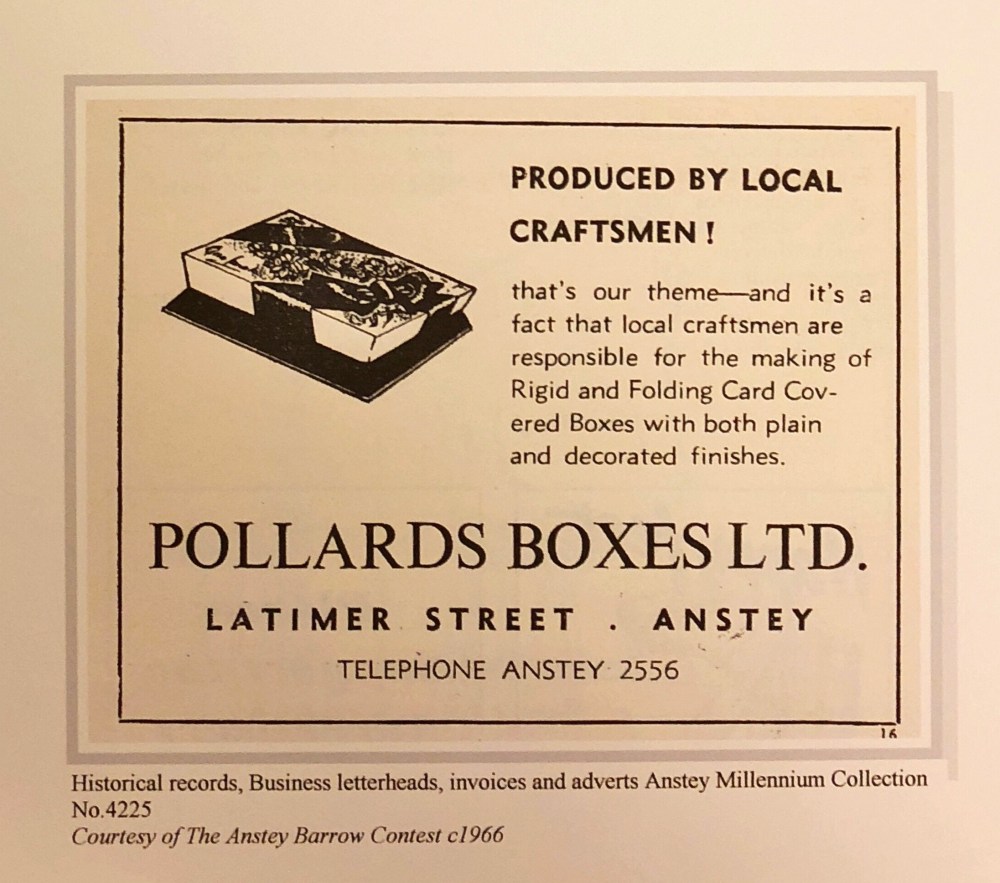 PRODUCED BY LOCAL
CRAFTSMEN !
that's our theme—and it's a
fact that local craftsmen are
responsible for the making of
Rigid and Folding Card Cov-
ered Boxes with both plain
and decorated finishes.
POLLARDS BOXES LTD.
LATIMER STREET . ANSTEY
TELEPHONE ANSTEY 2556
16
Historical records, Business letterheads, invoices and adverts Anstey Millennium Collection
No.4225
Courtesy of The Anstey Barrow Contest c1966